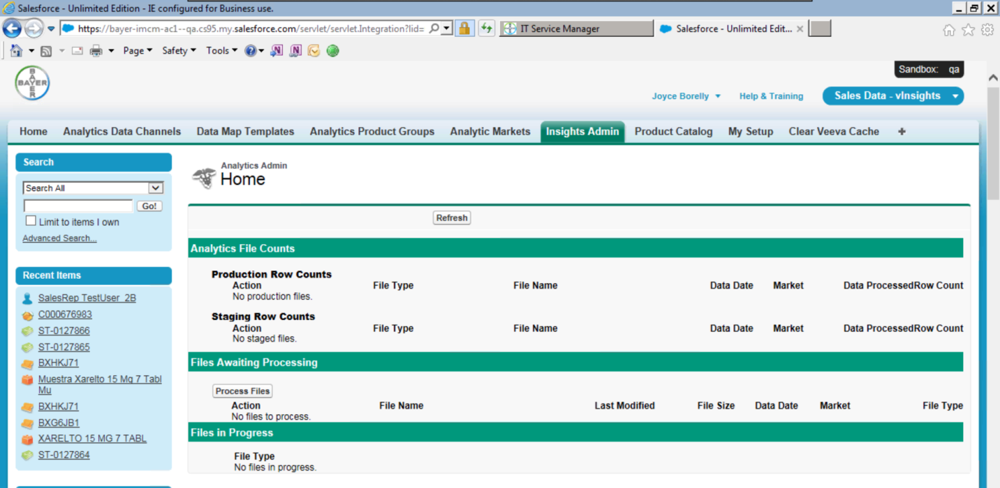 Salesforce - Unlimited Edition - IE configured for Business use.
https://bayer-imcm-ac1--qa.cs95.my.salesforce.com/servlet/servlet.Integration?lid=
IT Service Manager
Salesforce - Unlimited Edit...
Page Safety Tools
Sandbox: qa
BAYER
BAYER
Joyce Borelly Help & Training Sales Data - vInsights
Home Analytics Data Channels Data Map Templates Analytics Product Groups Analytic Markets Insights Admin Product Catalog My Setup Clear Veeva Cache +
Search
Search All
Go!
Limit to items I own
Advanced Search...
Recent Items
SalesRep TestUser_2B
C000676983
ST-0127866
ST-0127865
BXHKJ71
Muestra Xarelto 15 Mg 7 Tabl
Mu
BXHKJ71
BXG6JB1
XARELTO 15 MG 7 TABL
ST-0127864
Analytics Admin
Home
Refresh
Analytics File Counts
Production Row Counts
Action File Type File Name Data Date Market Data Processed Row Count
No production files.
Staging Row Counts
Action File Type File Name Data Date Market Data Processed Row Count
No staged files.
Files Awaiting Processing
Process Files
Action File Name Last Modified File Size Data Date Market File Type
No files to process.
Files in Progress
File Type
No files in progress.